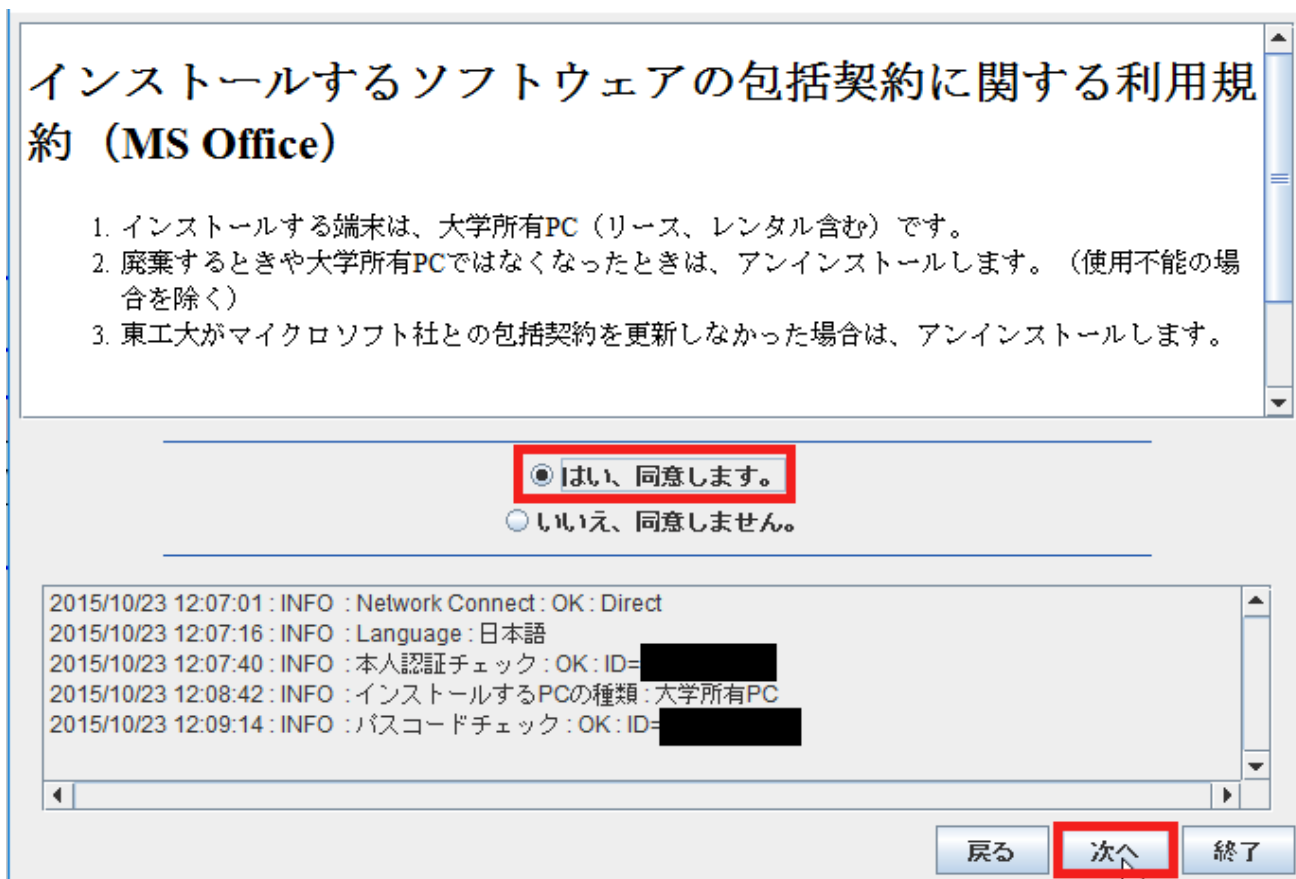 インストールするソフトウェアの包括契約に関する利用規
約（MS Office）
1. インストールする端末は、大学所有PC（リース、レンタル含む）です。
2. 廃棄するときや大学所有PCではなくなったときは、アンインストールします。（使用不能の場
合を除く）
3. 東工大がマイクロソフト社との包括契約を更新しなかった場合は、アンインストールします。
はい、同意します。
いいえ、同意しません。
2015/10/23 12:07:01 : INFO : Network Connect : OK : Direct
2015/10/23 12:07:16 : INFO : Language : 日本語
2015/10/23 12:07:40 : INFO : 本人認証チェック : OK : ID=
2015/10/23 12:08:42 : INFO : インストールするPCの種類 : 大学所有PC
2015/10/23 12:09:14 : INFO : パスコードチェック : OK : ID=
戻る 次へ 終了